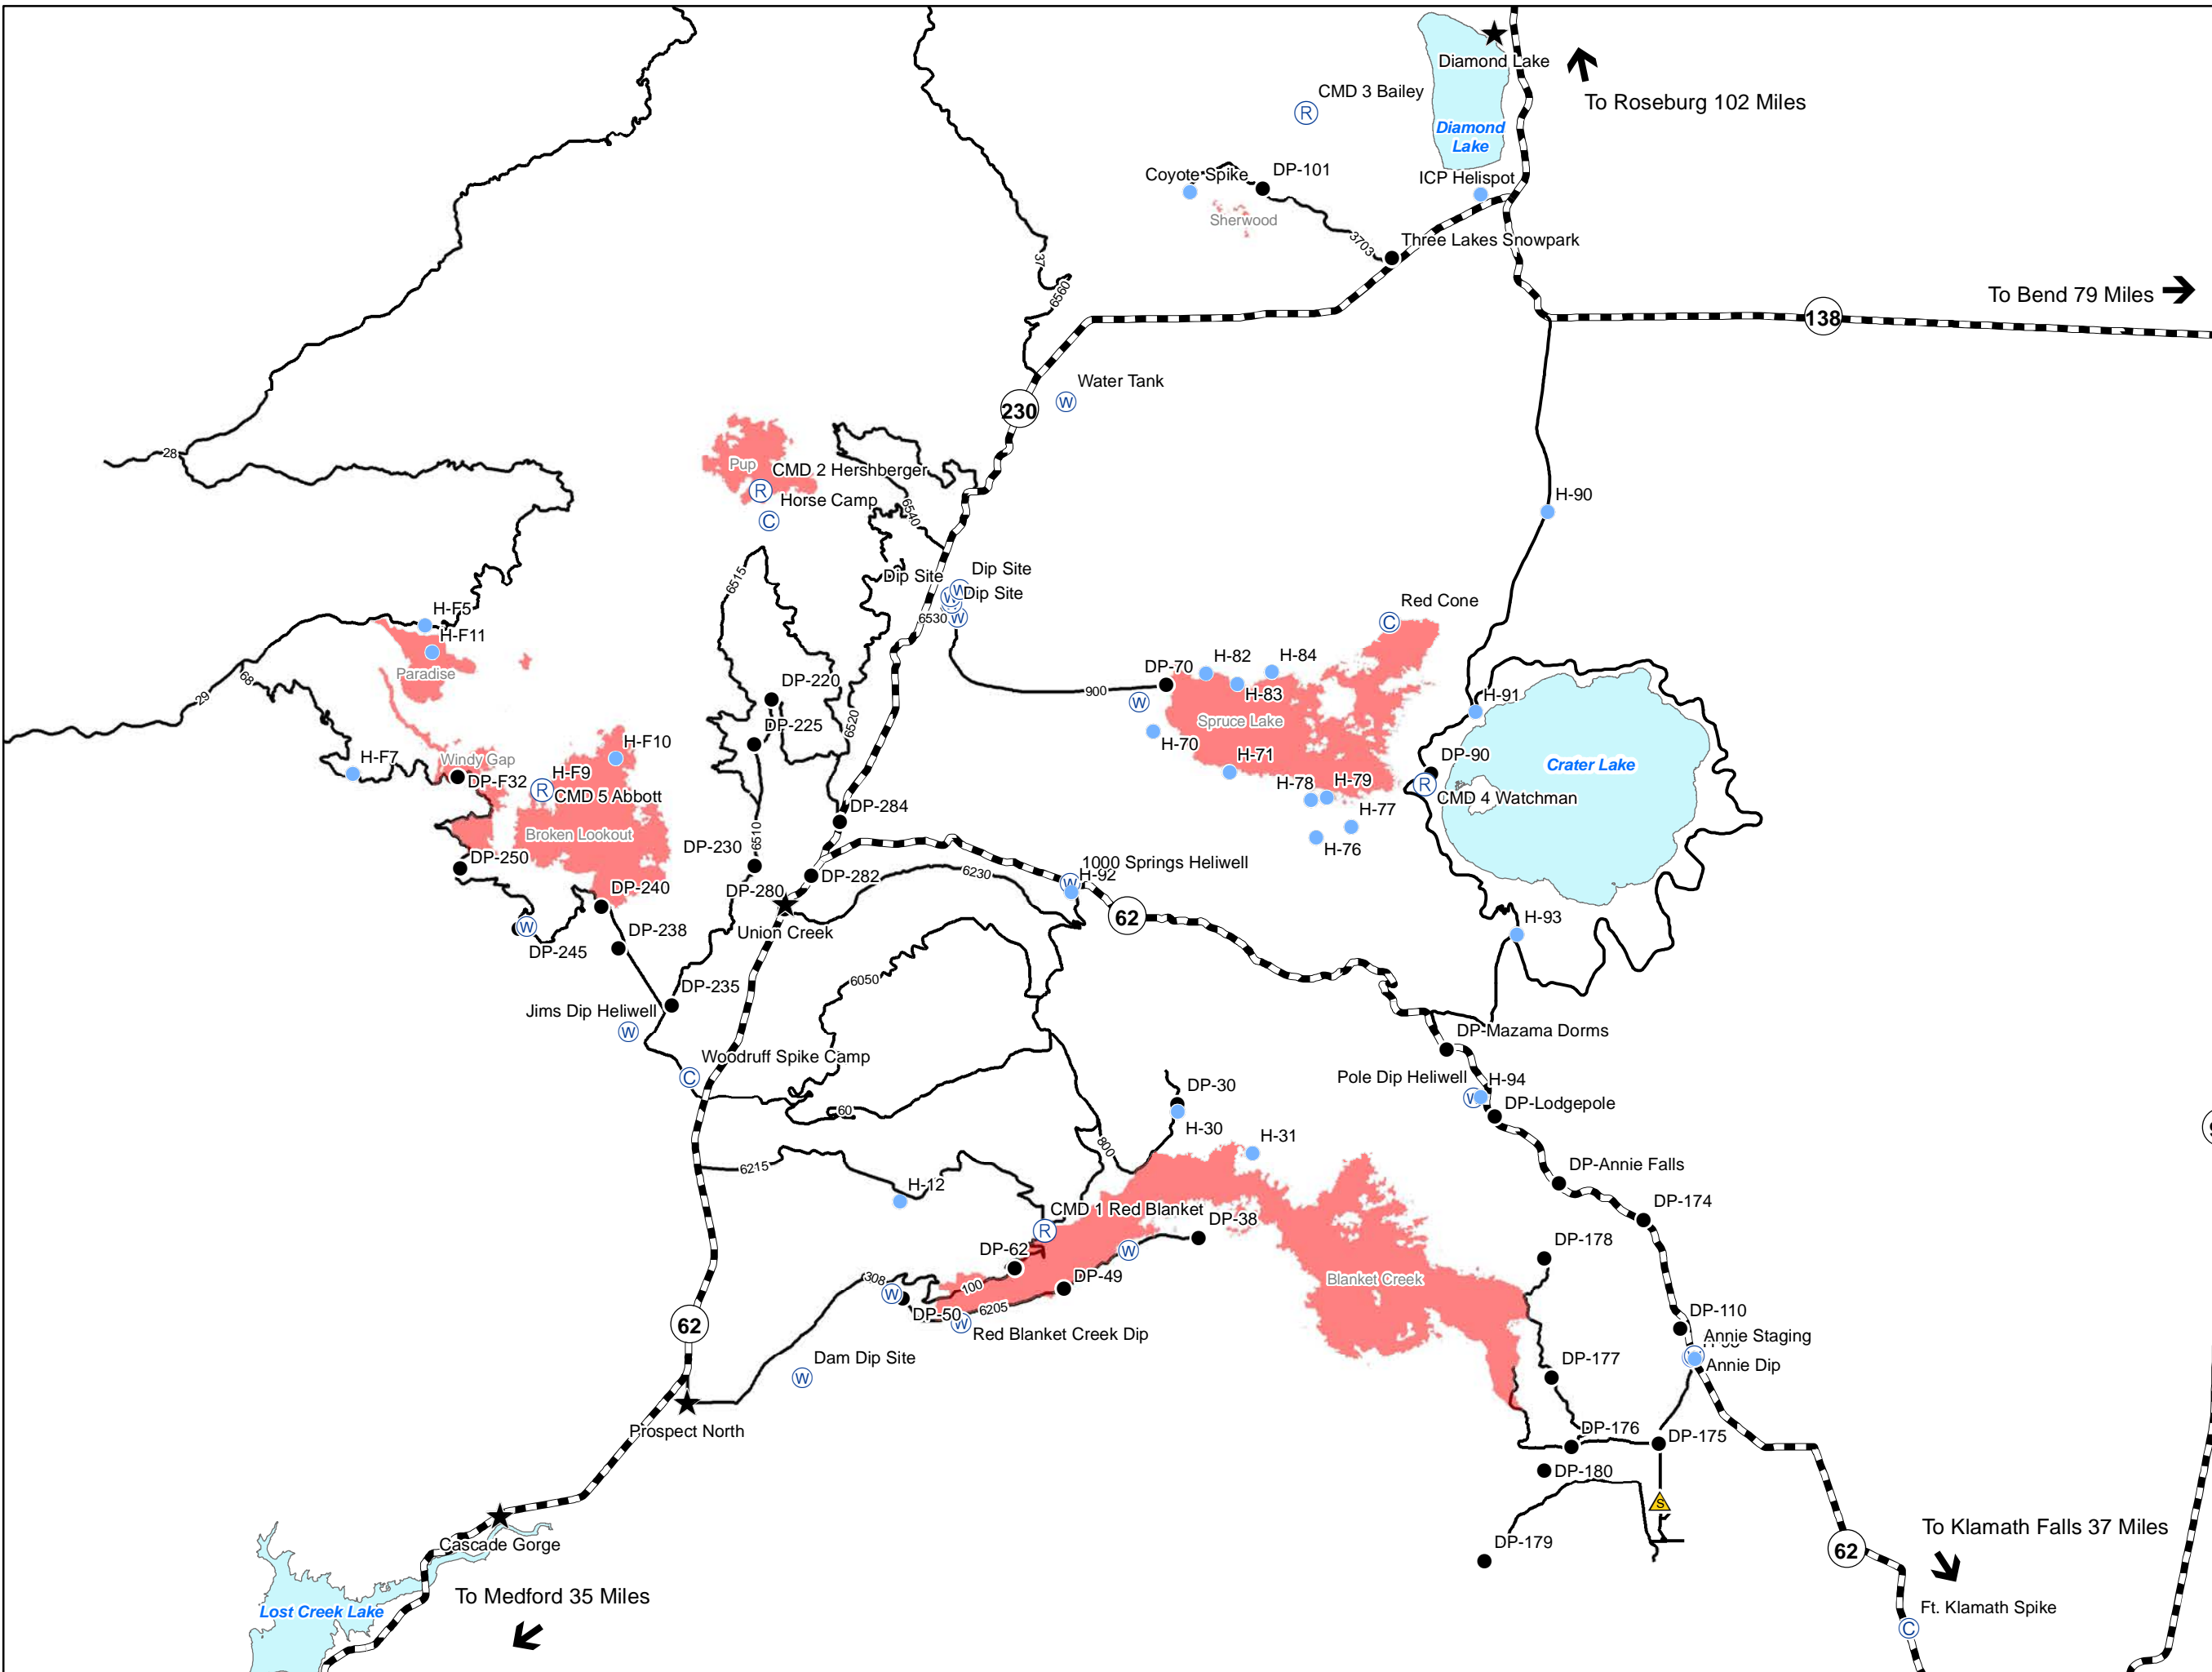 Diamond Lake
To Roseburg 102 Miles
CMD 3 Bailey
R
Diamond
Lake
Coyote Spike
DP-101
ICP Helispot
Sherwood
3703
Three Lakes Snowpark
37
6560
To Bend 79 Miles
138
Water Tank
W
230
28
Pup
CMD 2 Hershberger
R
Horse Camp
C
6540
H-90
6515
Dip Site
Dip Site
Dip Site
W
W
W
6530
Red Cone
C
H-F5
H-F11
Paradise
68
29
DP-70
H-82
H-84
H-83
900
W
Spruce Lake
H-91
DP-220
DP-225
6520
H-70
H-71
H-F10
Windy Gap
H-F7
DP-F32
H-F9
R
CMD 5 Abbott
Broken Lookout
H-78
H-79
H-77
H-76
DP-90
R
CMD 4 Watchman
Crater Lake
DP-284
6510
DP-230
DP-250
DP-240
DP-280
DP-282
Union Creek
6230
1000 Springs Heliwell
W
H-92
62
H-93
W
DP-245
DP-238
6050
DP-235
Jims Dip Heliwell
W
DP-Mazama Dorms
Woodruff Spike Camp
C
Pole Dip Heliwell
W
H-94
DP-Lodgepole
60
DP-30
H-30
800
H-31
6215
DP-Annie Falls
H-12
DP-174
CMD 1 Red Blanket
R
DP-38
DP-62
W
DP-178
308
100
DP-49
Blanket Creek
W
DP-50
6205
W
Red Blanket Creek Dip
62
DP-110
Annie Staging
Annie Dip
Dam Dip Site
W
DP-177
Prospect North
DP-176
DP-175
DP-180
S
Cascade Gorge
DP-179
To Klamath Falls 37 Miles
62
To Medford 35 Miles
Lost Creek Lake
Ft. Klamath Spike
C